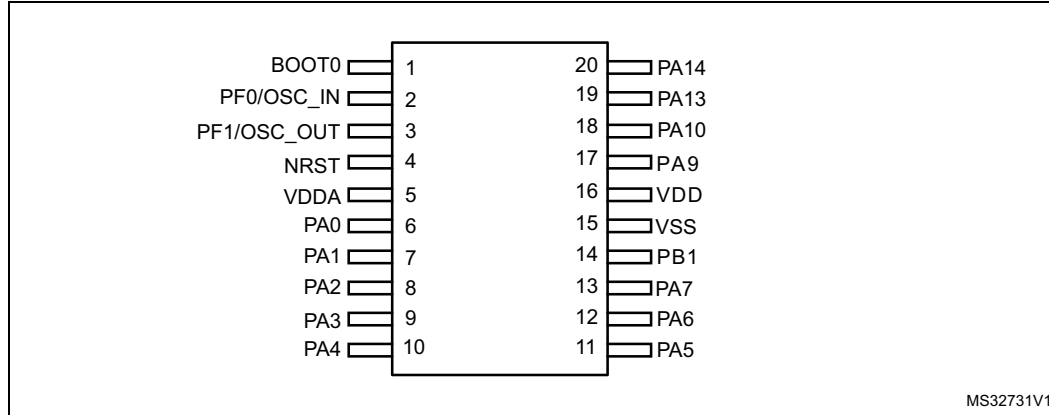 BOOT0 1 20 PA14
PF0/OSC_IN 2 19 PA13
PF1/OSC_OUT 3 18 PA10
NRST 4 17 PA9
VDDA 5 16 VDD
PA0 6 15 VSS
PA1 7 14 PB1
PA2 8 13 PA7
PA3 9 12 PA6
PA4 10 11 PA5
MS32731V1